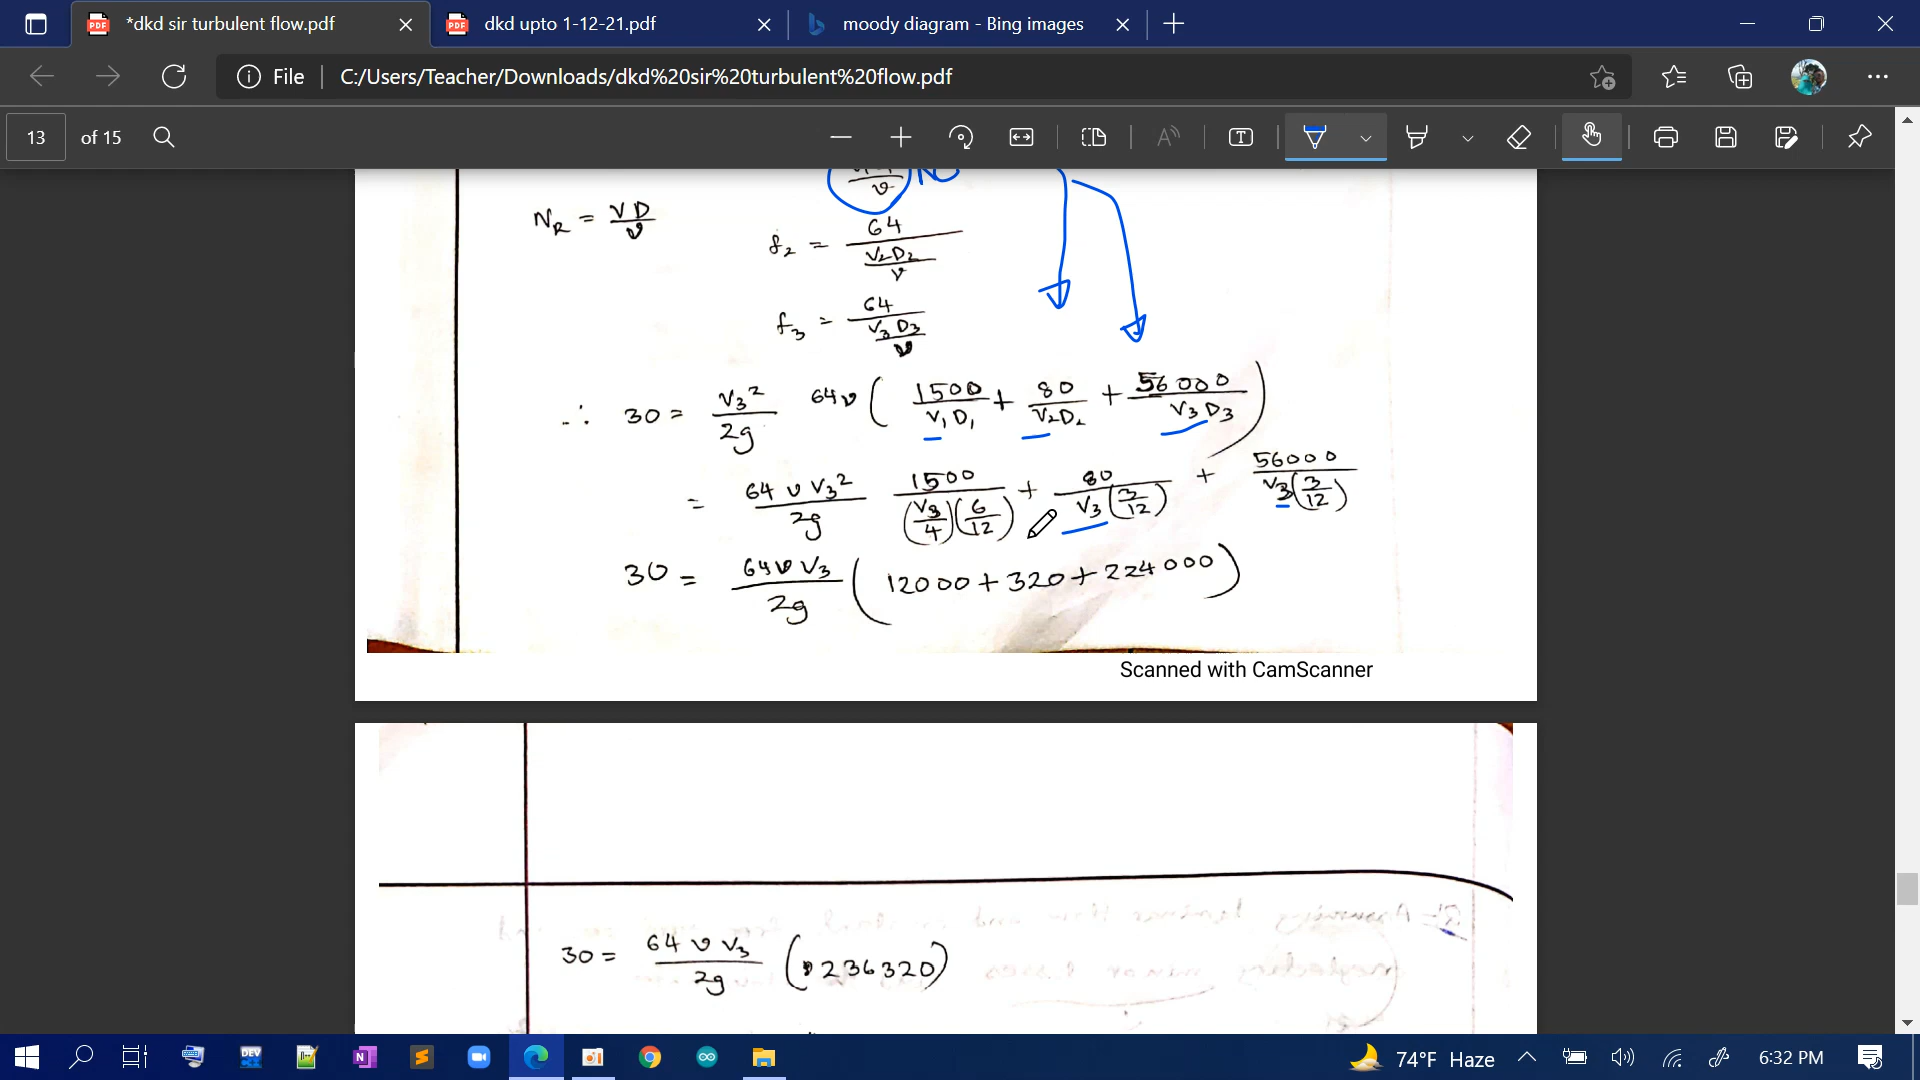 *dkd sir turbulent flow.pdf
dkd upto 1-12-21.pdf
moody diagram - Bing images
File
C:/Users/Teacher/Downloads/dkd%20sir%20turbulent%20flow.pdf
13 of 15
N_R = VD/ν
f₂ = 64 / (V₂D₂/ν)
f₃ = 64 / (V₃D₃/ν)
∴ 30 = V₃²/2g 64ν (1500/V₁D₁ + 80/V₂D₂ + 56000/V₃D₃)
= 64 ν V₃²/2g 1500/(V₃/4)(6/12) + 80/V₃(3/12) + 56000/V₃(3/12)
30 = 64ν V₃/2g (12000 + 320 + 224000)
Scanned with CamScanner
30 = 64 ν V₃/2g (236320)
DEV
74°F Haze
6:32 PM